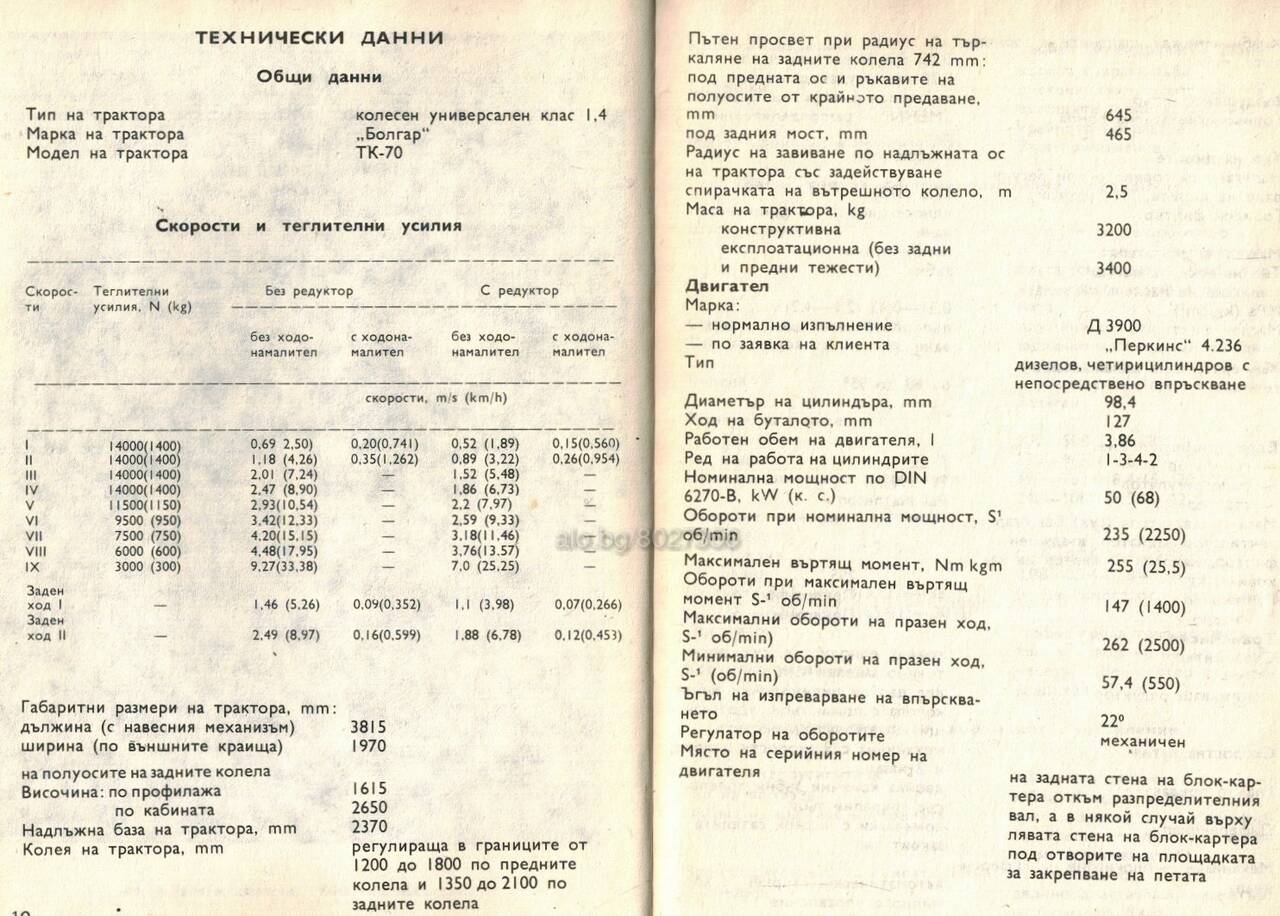 ТЕХНИЧЕСКИ ДАННИ
Общи данни
Тип на трактора колесен универсален клас 1,4
Марка на трактора „Болгар“
Модел на трактора ТК-70
Скорости и теглителни усилия
Скорос- Теглителни Без редуктор С редуктор
ти усилия, N (kg)
без ходо- с ходона- без ходо- с ходона-
намалител малител намалител малител
скорости, m/s (km/h)
I 14000(1400) 0.69 2,50) 0.20(0.741) 0,52 (1,89) 0,15(0,560)
II 14000(1400) 1,18 (4,26) 0,35(1,262) 0,89 (3,22) 0,26(0,954)
III 14000(1400) 2.01 (7,24) — 1,52 (5,48) —
IV 14000(1400) 2,47 (8,90) — 1,86 (6,73) —
V 11500(1150) 2,93(10,54) — 2,2 (7,97) —
VI 9500 (950) 3,42(12,33) — 2,59 (9,33) —
VII 7500 (750) 4,20(15,15) — 3,18(11,46) —
VIII 6000 (600) 4,48(17,95) — 3,76(13,57) —
IX 3000 (300) 9,27(33,38) — 7,0 (25,25) —
Заден
ход I — 1,46 (5,26) 0,09(0,352) 1,1 (3,98) 0,07(0,266)
Заден
ход II — 2.49 (8,97) 0,16(0,599) 1,88 (6,78) 0,12(0,453)
Габаритни размери на трактора, mm:
дължина (с навесния механизъм) 3815
ширина (по външните краища) 1970
на полуосите на задните колела
Височина: по профилажа 1615
по кабината 2650
Надлъжна база на трактора, mm 2370
Колея на трактора, mm регулираща в границите от
1200 до 1800 по предните
колела и 1350 до 2100 по
задните колела
10
Пътен просвет при радиус на тър-
каляне на задните колела 742 mm:
под предната ос и ръкавите на
полуосите от крайното предаване,
mm 645
под задния мост, mm 465
Радиус на завиване по надлъжната ос
на трактора със задействуване
спирачката на вътрешното колело, m 2,5
Маса на трактора, kg
конструктивна 3200
експлоатационна (без задни
и предни тежести) 3400
Двигател
Марка:
— нормално изпълнение Д 3900
— по заявка на клиента „Перкинс“ 4.236
Тип дизелов, четирицилиндров с
непосредствено впръскване
Диаметър на цилиндъра, mm 98,4
Ход на буталото, mm 127
Работен обем на двигателя, l 3,86
Ред на работа на цилиндрите 1-3-4-2
Номинална мощност по DIN
6270-В, kW (к. с.) 50 (68)
Обороти при номинална мощност, S¹
об/min 235 (2250)
Максимален въртящ момент, Nm kgm 255 (25,5)
Обороти при максимален въртящ
момент S-¹ об/min 147 (1400)
Максимални обороти на празен ход,
S-¹ об/min) 262 (2500)
Минимални обороти на празен ход,
S-¹ (об/min) 57,4 (550)
Ъгъл на изпреварване на впърсква-
нето 22⁰
Регулатор на оборотите механичен
Място на серийния номер на
двигателя
на задната стена на блок-кар-
тера откъм разпределителния
вал, а в някой случай върху
лявата стена на блок-картера
под отворите на площадката
за закрепване на петата